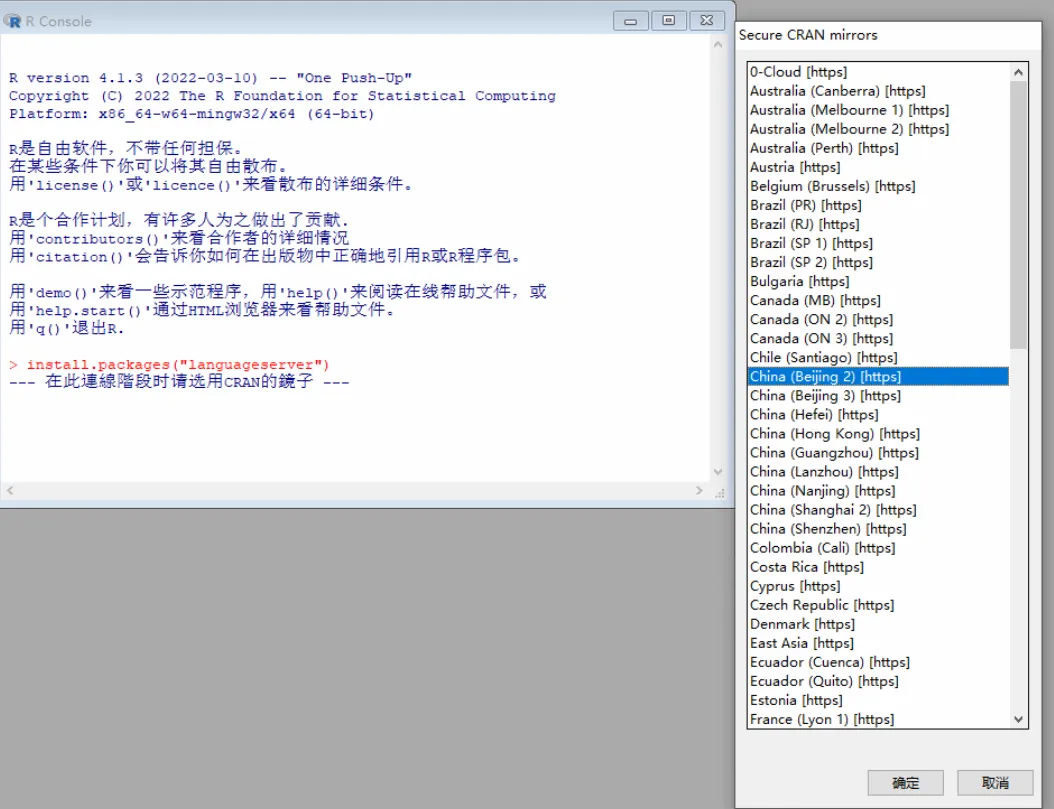 R Console
R version 4.1.3 (2022-03-10) -- "One Push-Up"
Copyright (C) 2022 The R Foundation for Statistical Computing
Platform: x86_64-w64-mingw32/x64 (64-bit)
R是自由软件，不带任何担保。
在某些条件下你可以将其自由散布。
用'license()'或'licence()'来看散布的详细条件。
R是个合作计划，有许多人为之做出了贡献.
用'contributors()'来看合作者的详细情况
用'citation()'会告诉你如何在出版物中正确地引用R或R程序包。
用'demo()'来看一些示范程序，用'help()'来阅读在线帮助文件，或
用'help.start()'通过HTML浏览器来看帮助文件。
用'q()'退出R.
> install.packages("languageserver")
--- 在此連線階段时请选用CRAN的鏡子 ---
Secure CRAN mirrors
0-Cloud [https]
Australia (Canberra) [https]
Australia (Melbourne 1) [https]
Australia (Melbourne 2) [https]
Australia (Perth) [https]
Austria [https]
Belgium (Brussels) [https]
Brazil (PR) [https]
Brazil (RJ) [https]
Brazil (SP 1) [https]
Brazil (SP 2) [https]
Bulgaria [https]
Canada (MB) [https]
Canada (ON 2) [https]
Canada (ON 3) [https]
Chile (Santiago) [https]
China (Beijing 2) [https]
China (Beijing 3) [https]
China (Hefei) [https]
China (Hong Kong) [https]
China (Guangzhou) [https]
China (Lanzhou) [https]
China (Nanjing) [https]
China (Shanghai 2) [https]
China (Shenzhen) [https]
Colombia (Cali) [https]
Costa Rica [https]
Cyprus [https]
Czech Republic [https]
Denmark [https]
East Asia [https]
Ecuador (Cuenca) [https]
Ecuador (Quito) [https]
Estonia [https]
France (Lyon 1) [https]
确定
取消